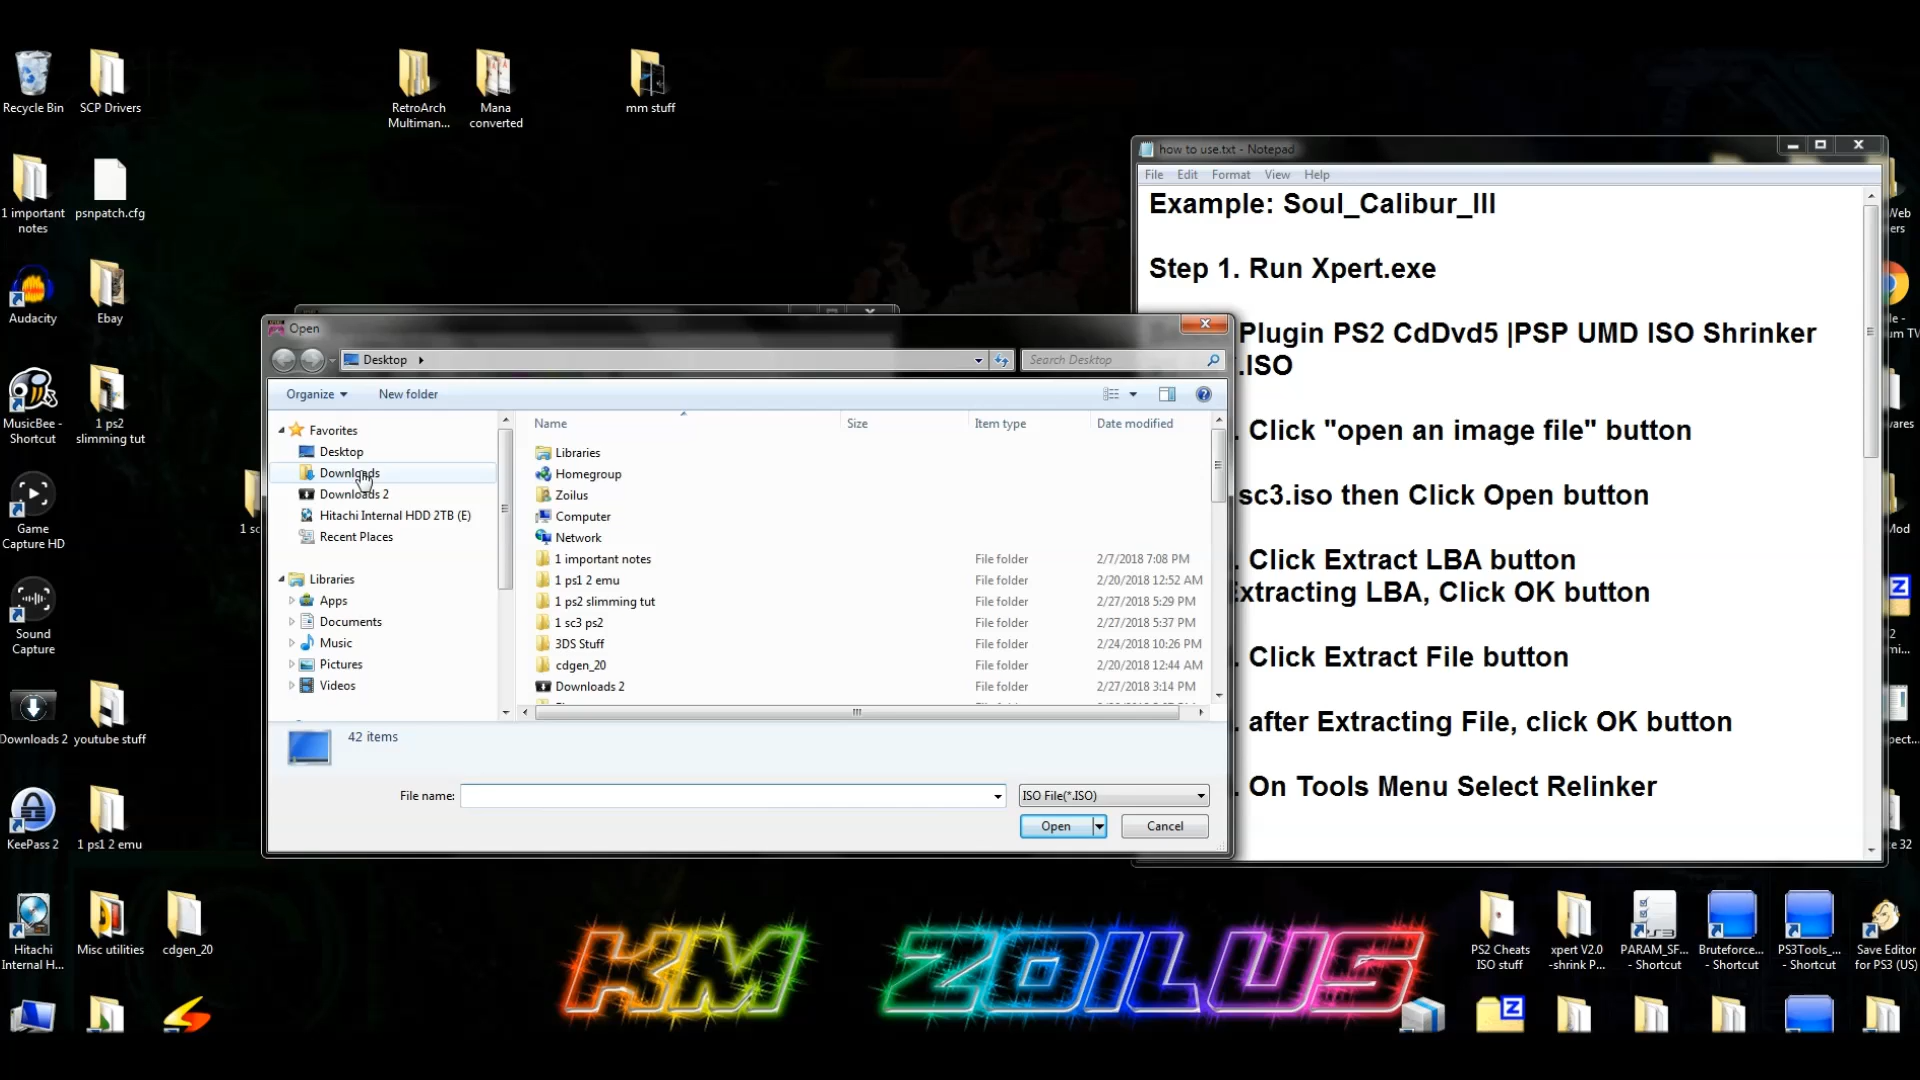 Recycle Bin
SCP Drivers
RetroArch
Multiman...
Mana
converted
mm stuff
1 important
notes
psnpatch.cfg
Audacity
Ebay
MusicBee -
Shortcut
1 ps2
slimming tut
Game
Capture HD
Sound
Capture
Downloads 2
youtube stuff
KeePass 2
1 ps1 2 emu
Hitachi
Internal H...
Misc utilities
cdgen_20
Open
Desktop
Search Desktop
Organize
New folder
Favorites
Desktop
Downloads
Downloads 2
Hitachi Internal HDD 2TB (E)
Recent Places
Libraries
Apps
Documents
Music
Pictures
Videos
Name Size Item type Date modified
Libraries
Homegroup
Zoilus
Computer
Network
1 important notes File folder 2/7/2018 7:08 PM
1 ps1 2 emu File folder 2/20/2018 12:52 AM
1 ps2 slimming tut File folder 2/27/2018 5:29 PM
1 sc3 ps2 File folder 2/27/2018 5:37 PM
3DS Stuff File folder 2/24/2018 10:26 PM
cdgen_20 File folder 2/20/2018 12:44 AM
Downloads 2 File folder 2/27/2018 3:14 PM
42 items
File name:
ISO File(*.ISO)
Open
Cancel
how to use.txt - Notepad
File Edit Format View Help
Example: Soul_Calibur_III
Step 1. Run Xpert.exe
Plugin PS2 CdDvd5 |PSP UMD ISO Shrinker
.ISO
. Click "open an image file" button
sc3.iso then Click Open button
. Click Extract LBA button
Extracting LBA, Click OK button
. Click Extract File button
. after Extracting File, click OK button
. On Tools Menu Select Relinker
KM ZOILUS
PS2 Cheats
ISO stuff
xpert V2.0
-shrink P...
PARAM_SF...
- Shortcut
Bruteforce...
- Shortcut
PS3Tools_...
- Shortcut
Save Editor
for PS3 (US)